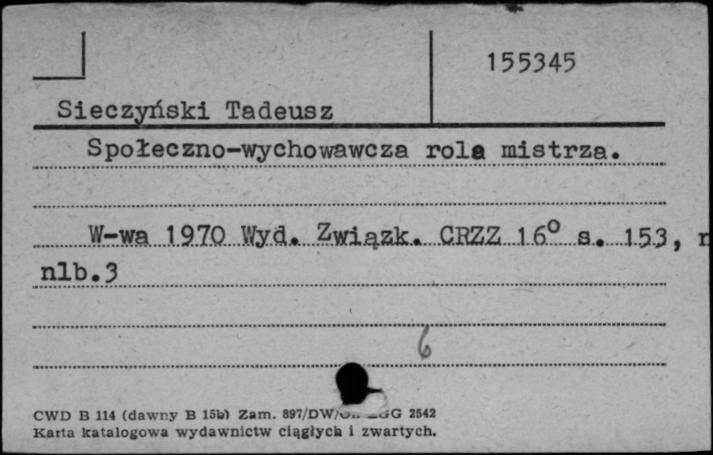 155345
Sieczyński Tadeusz
Społeczno-wychowawcza rola mistrza.
W-wa 1970 Wyd. Związk. CRZZ 16° s. 153,
nlb.3
6
CWD B 114 (dawny B 15b) Zam. 897/DW/ 2542
Karta katalogowa wydawnictw ciągłych i zwartych.